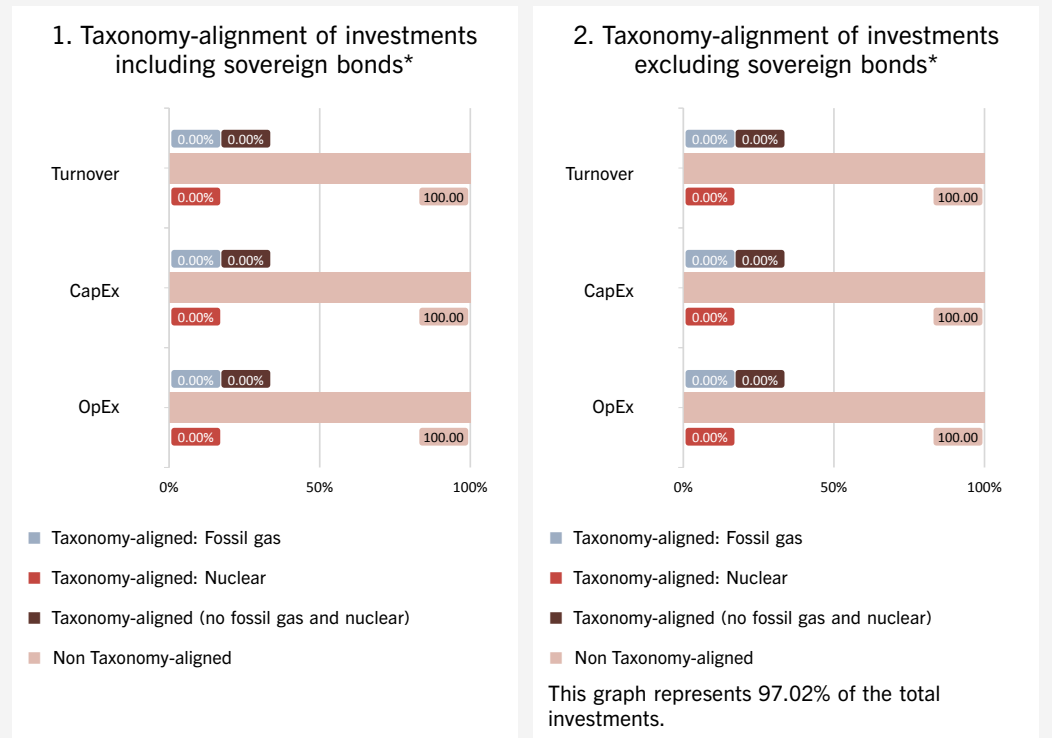 1. Taxonomy-alignment of investments
including sovereign bonds*
0.00% 0.00%
Turnover
0.00% 100.00
0.00% 0.00%
CapEx
0.00% 100.00
0.00% 0.00%
OpEx
0.00% 100.00
0% 50% 100%
Taxonomy-aligned: Fossil gas
Taxonomy-aligned: Nuclear
Taxonomy-aligned (no fossil gas and nuclear)
Non Taxonomy-aligned
2. Taxonomy-alignment of investments
excluding sovereign bonds*
0.00% 0.00%
Turnover
0.00% 100.00
0.00% 0.00%
CapEx
0.00% 100.00
0.00% 0.00%
OpEx
0.00% 100.00
0% 50% 100%
Taxonomy-aligned: Fossil gas
Taxonomy-aligned: Nuclear
Taxonomy-aligned (no fossil gas and nuclear)
Non Taxonomy-aligned
This graph represents 97.02% of the total
investments.